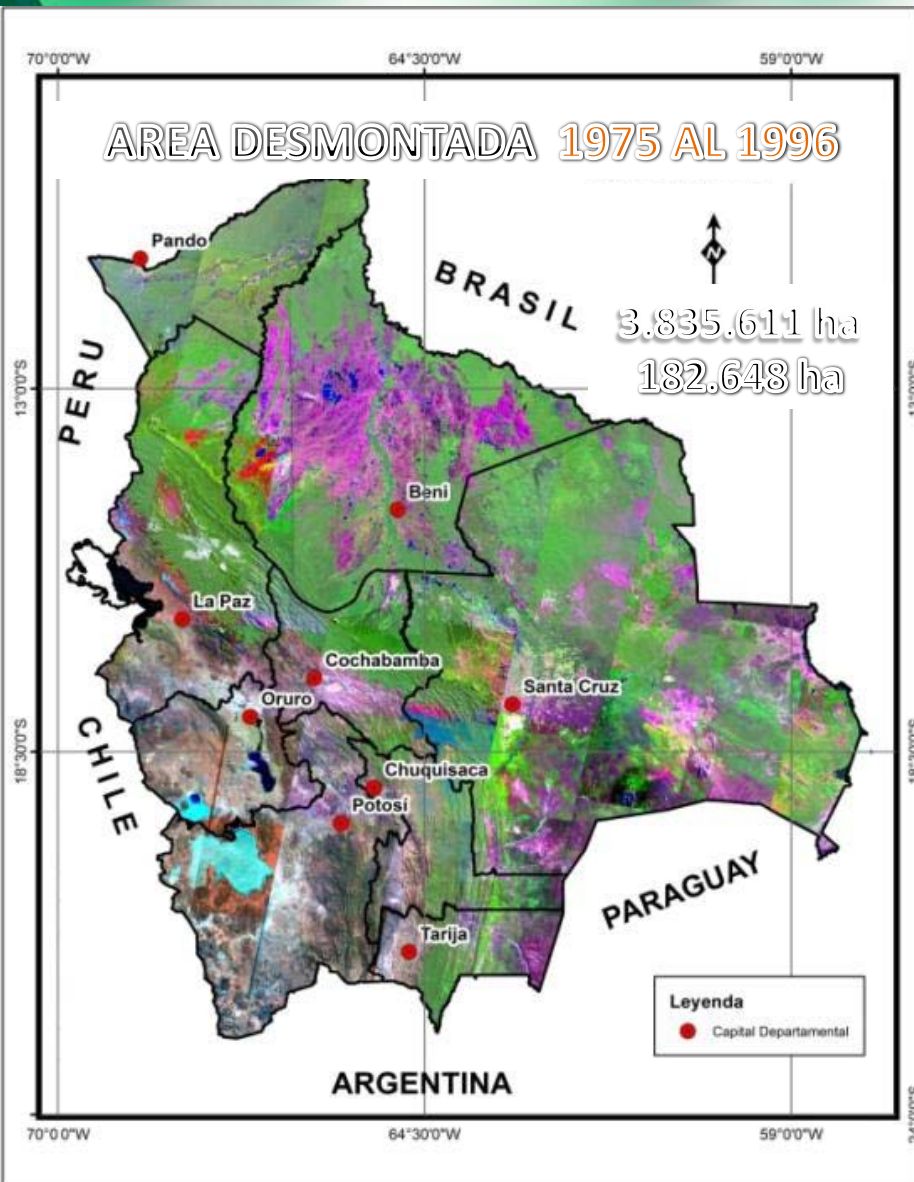 70°0'0"W 64°30'0"W 59°0'0"W
AREA DESMONTADA 1975 AL 1996
Pando
BRASIL
N
3.835.611 ha
182.648 ha
PERU
13°0'0"S
Beni
La Paz
Cochabamba
Oruro
Santa Cruz
CHILE
18°30'0"S
Chuquisaca
Potosí
PARAGUAY
Tarija
Leyenda
Capital Departamental
ARGENTINA
70°0'0"W 64°30'0"W 59°0'0"W